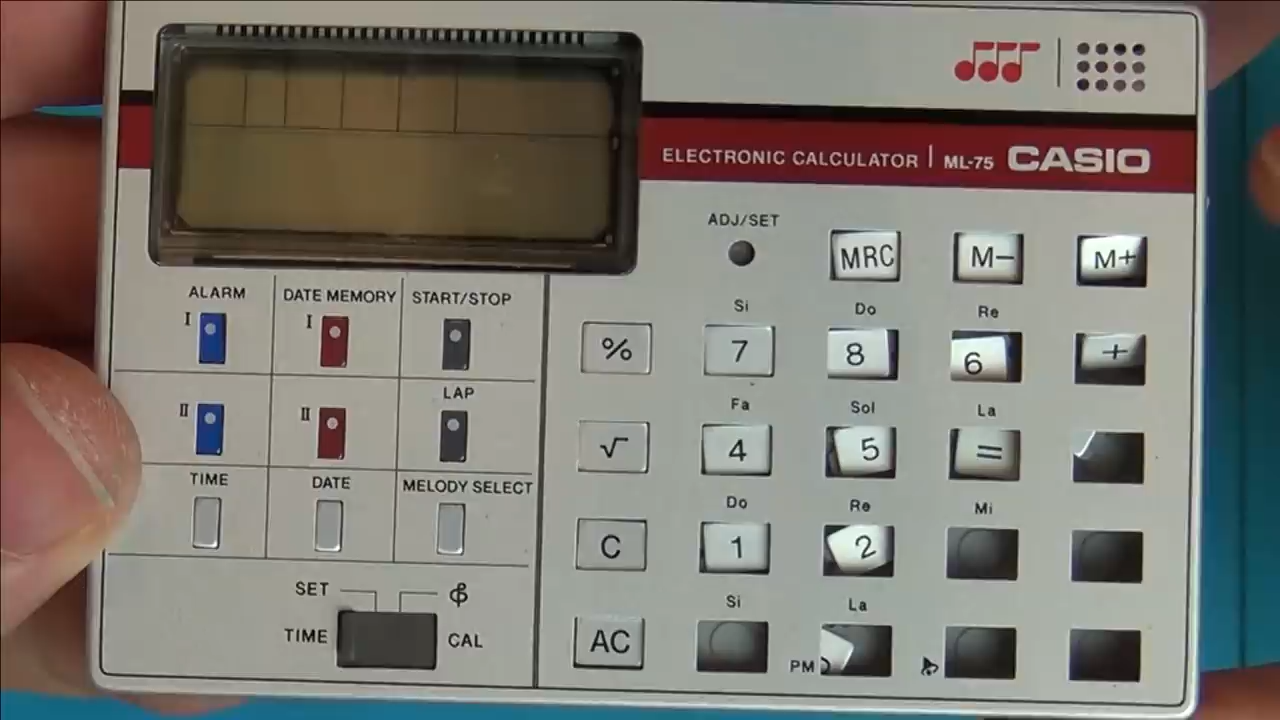 ELECTRONIC CALCULATOR | ML-75 CASIO
ADJ/SET
MRC M- M+
ALARM DATE MEMORY START/STOP
I I
Si Do Re
% 7 8 6 +
LAP
II II
Fa Sol La
√ 4 5 =
TIME DATE MELODY SELECT
Do Re Mi
C 1 2
SET
Si La
TIME CAL
AC
PM